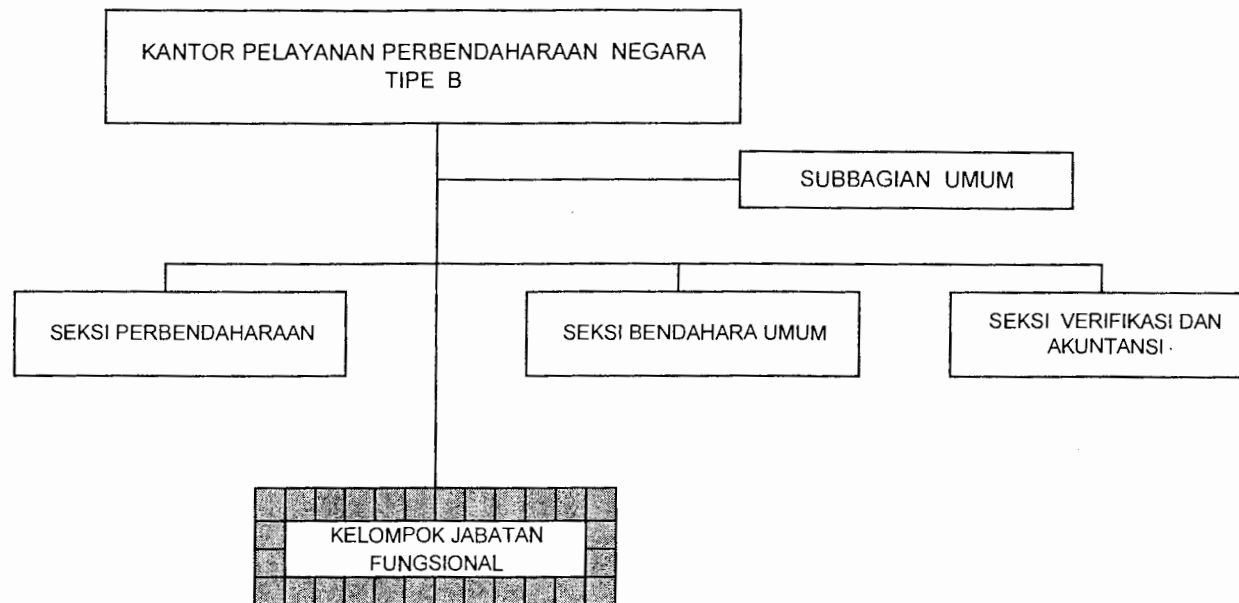 KANTOR PELAYANAN PERBENDAHARAAN NEGARA
TIPE B
SUBBAGIAN UMUM
SEKSI PERBENDAHARAAN
SEKSI BENDAHARA UMUM
SEKSI VERIFIKASI DAN
AKUNTANSI
KELOMPOK JABATAN
FUNGSIONAL